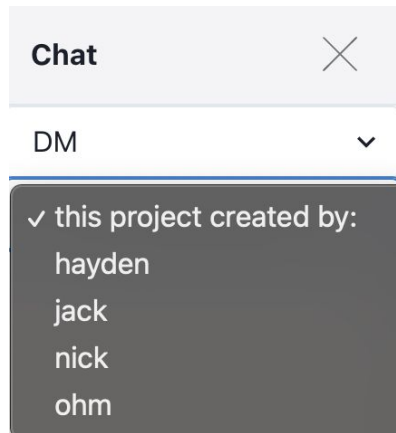 Chat
DM
✓ this project created by:
hayden
jack
nick
ohm